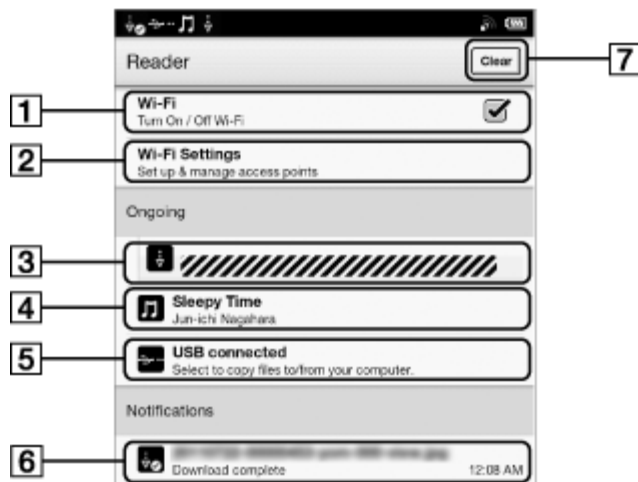 Reader
Clear
7
1
Wi-Fi
Turn On / Off Wi-Fi
2
Wi-Fi Settings
Set up & manage access points
Ongoing
3
4
Sleepy Time
Jun-ichi Nagahara
5
USB connected
Select to copy files to/from your computer.
Notifications
6
Download complete
12:08 AM